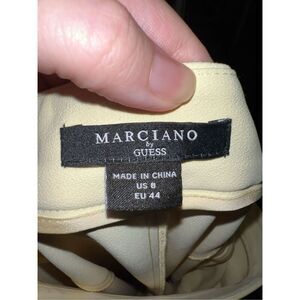 MARCIANO
by
GUESS
MADE IN CHINA
US 8
EU 44